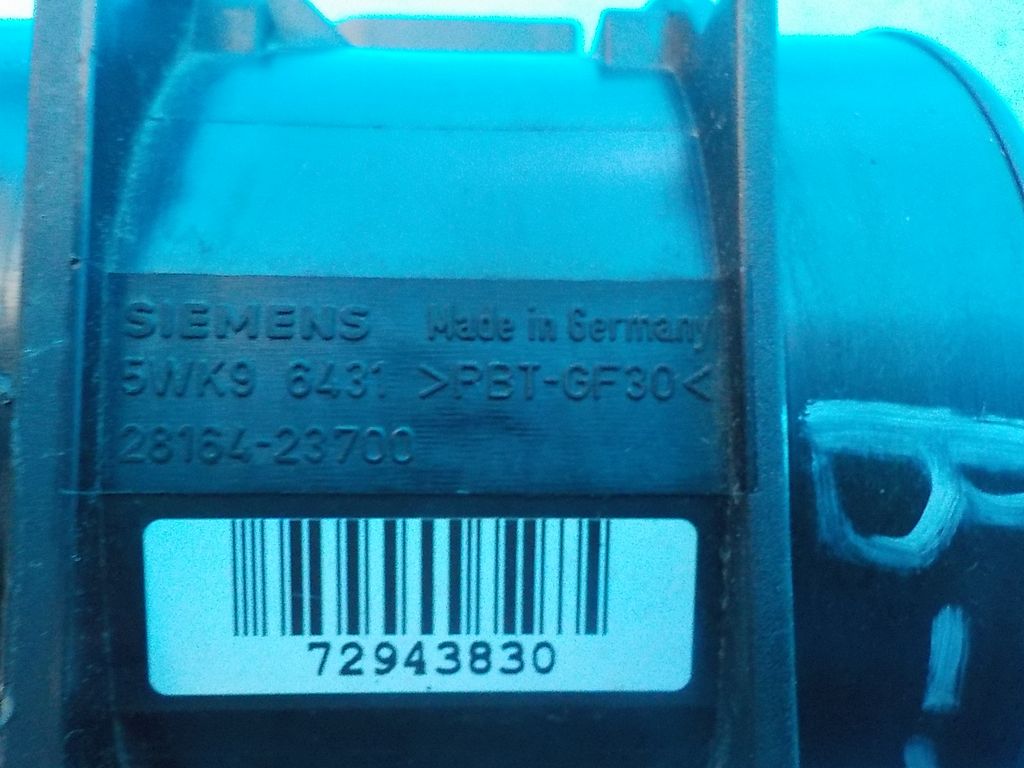 SIEMENS Made in Germany
5WK9 6431 >PBT-GF30<
28164-23700
72943830